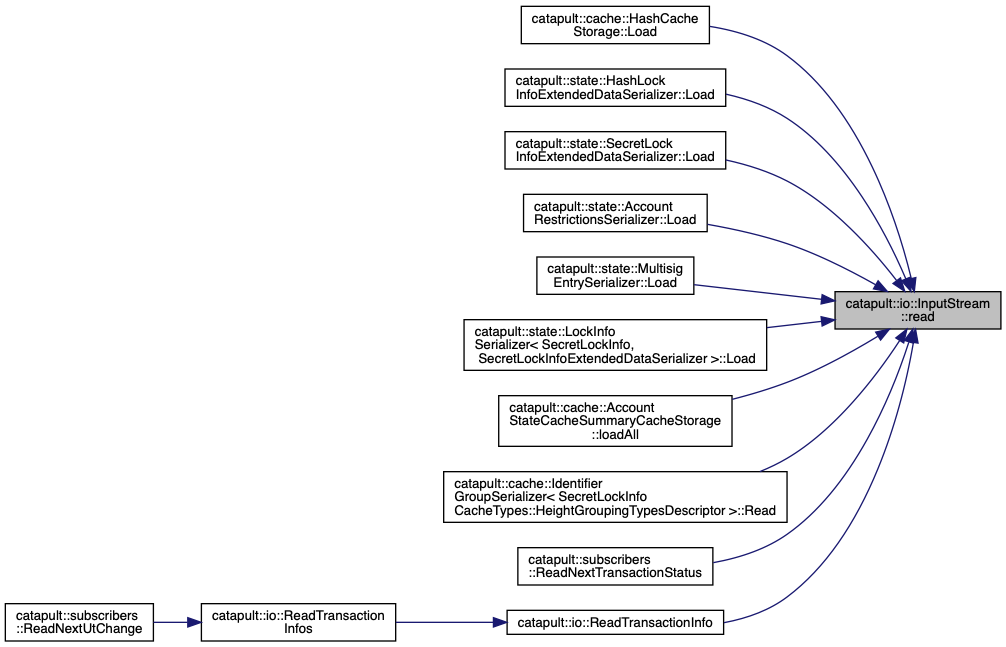 catapult::cache::HashCache
Storage::Load
catapult::state::HashLock
InfoExtendedDataSerializer::Load
catapult::state::SecretLock
InfoExtendedDataSerializer::Load
catapult::state::Account
RestrictionsSerializer::Load
catapult::state::Multisig
EntrySerializer::Load
catapult::io::InputStream
::read
catapult::state::LockInfo
Serializer< SecretLockInfo,
SecretLockInfoExtendedDataSerializer >::Load
catapult::cache::Account
StateCacheSummaryCacheStorage
::loadAll
catapult::cache::Identifier
GroupSerializer< SecretLockInfo
CacheTypes::HeightGroupingTypesDescriptor >::Read
catapult::subscribers
::ReadNextTransactionStatus
catapult::subscribers
::ReadNextUtChange
catapult::io::ReadTransaction
Infos
catapult::io::ReadTransactionInfo